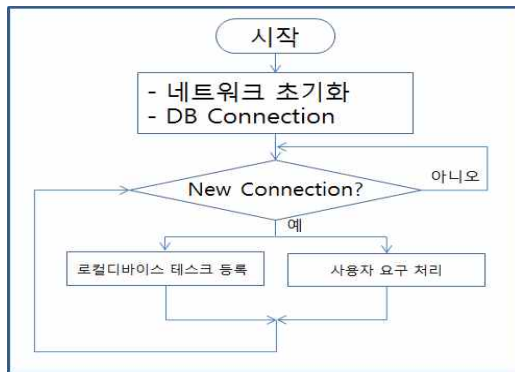 시작
- 네트워크 초기화
- DB Connection
New Connection?
아니오
예
로컬디바이스 테스크 등록
사용자 요구 처리